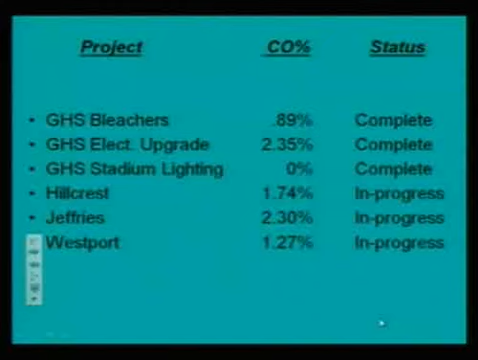 Project CO% Status
• GHS Bleachers .89% Complete
• GHS Elect. Upgrade 2.35% Complete
• GHS Stadium Lighting 0% Complete
• Hillcrest 1.74% In-progress
• Jeffries 2.30% In-progress
Westport 1.27% In-progress